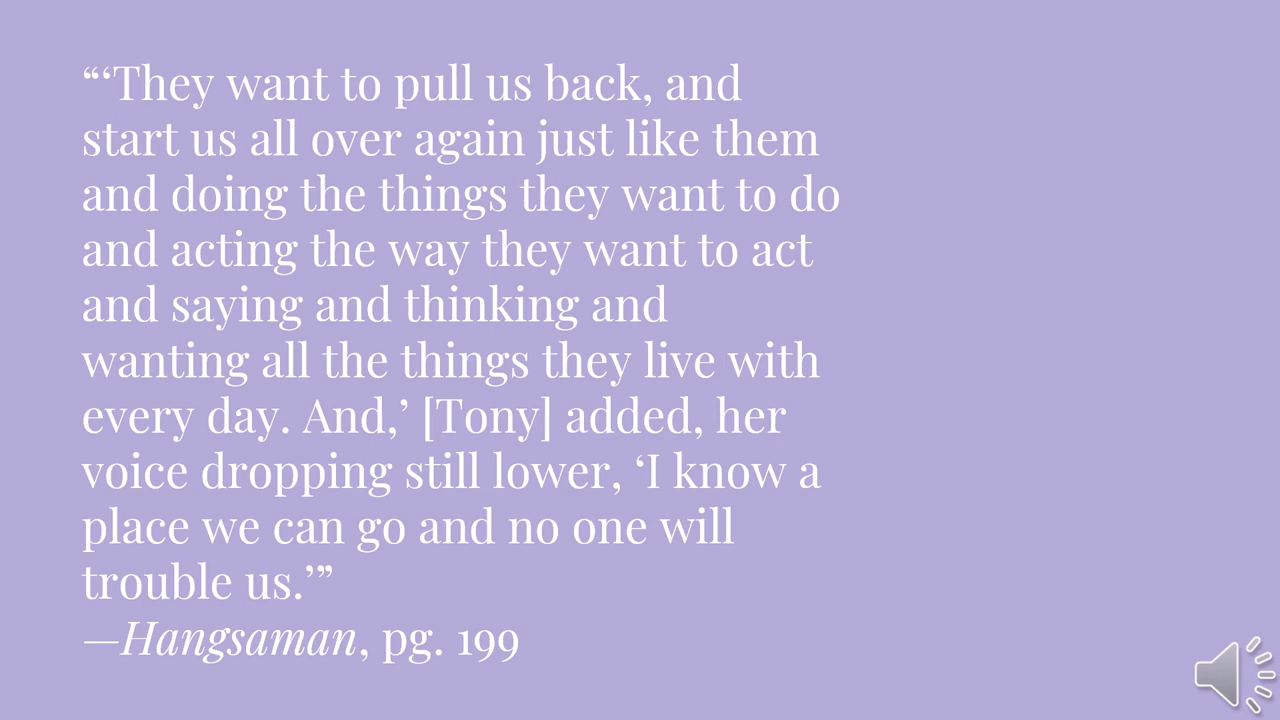 “‘They want to pull us back, and
start us all over again just like them
and doing the things they want to do
and acting the way they want to act
and saying and thinking and
wanting all the things they live with
every day. And,’ [Tony] added, her
voice dropping still lower, ‘I know a
place we can go and no one will
trouble us.’”
—Hangsaman, pg. 199